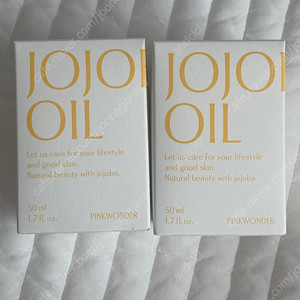 JOJO
OIL
Let us care for your lifestyle
and good skin.
Natural beauty with jojoba.
50 ml
1.7 fl. oz.
PINKWONDER
JOJO
OIL
Let us care for your lifestyle
and good skin.
Natural beauty with jojoba.
50 ml
1.7 fl. oz.
PINKWONDER